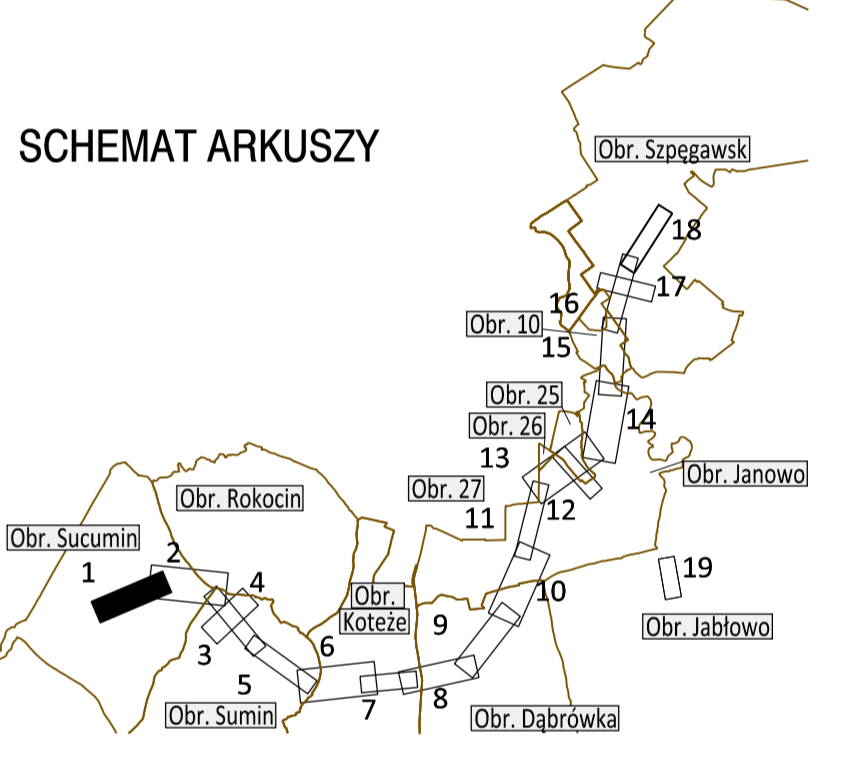 SCHEMAT ARKUSZY
Obr. Szpęgawsk
18
17
16
Obr. 10
15
Obr. 25
14
Obr. 26
13
Obr. Janowo
Obr. 27
Obr. Rokocin
12
11
Obr. Sucumin
2
1
19
4
10
Obr.
Koteże
9
Obr. Jabłowo
6
3
5
8
7
Obr. Sumin
Obr. Dąbrówka